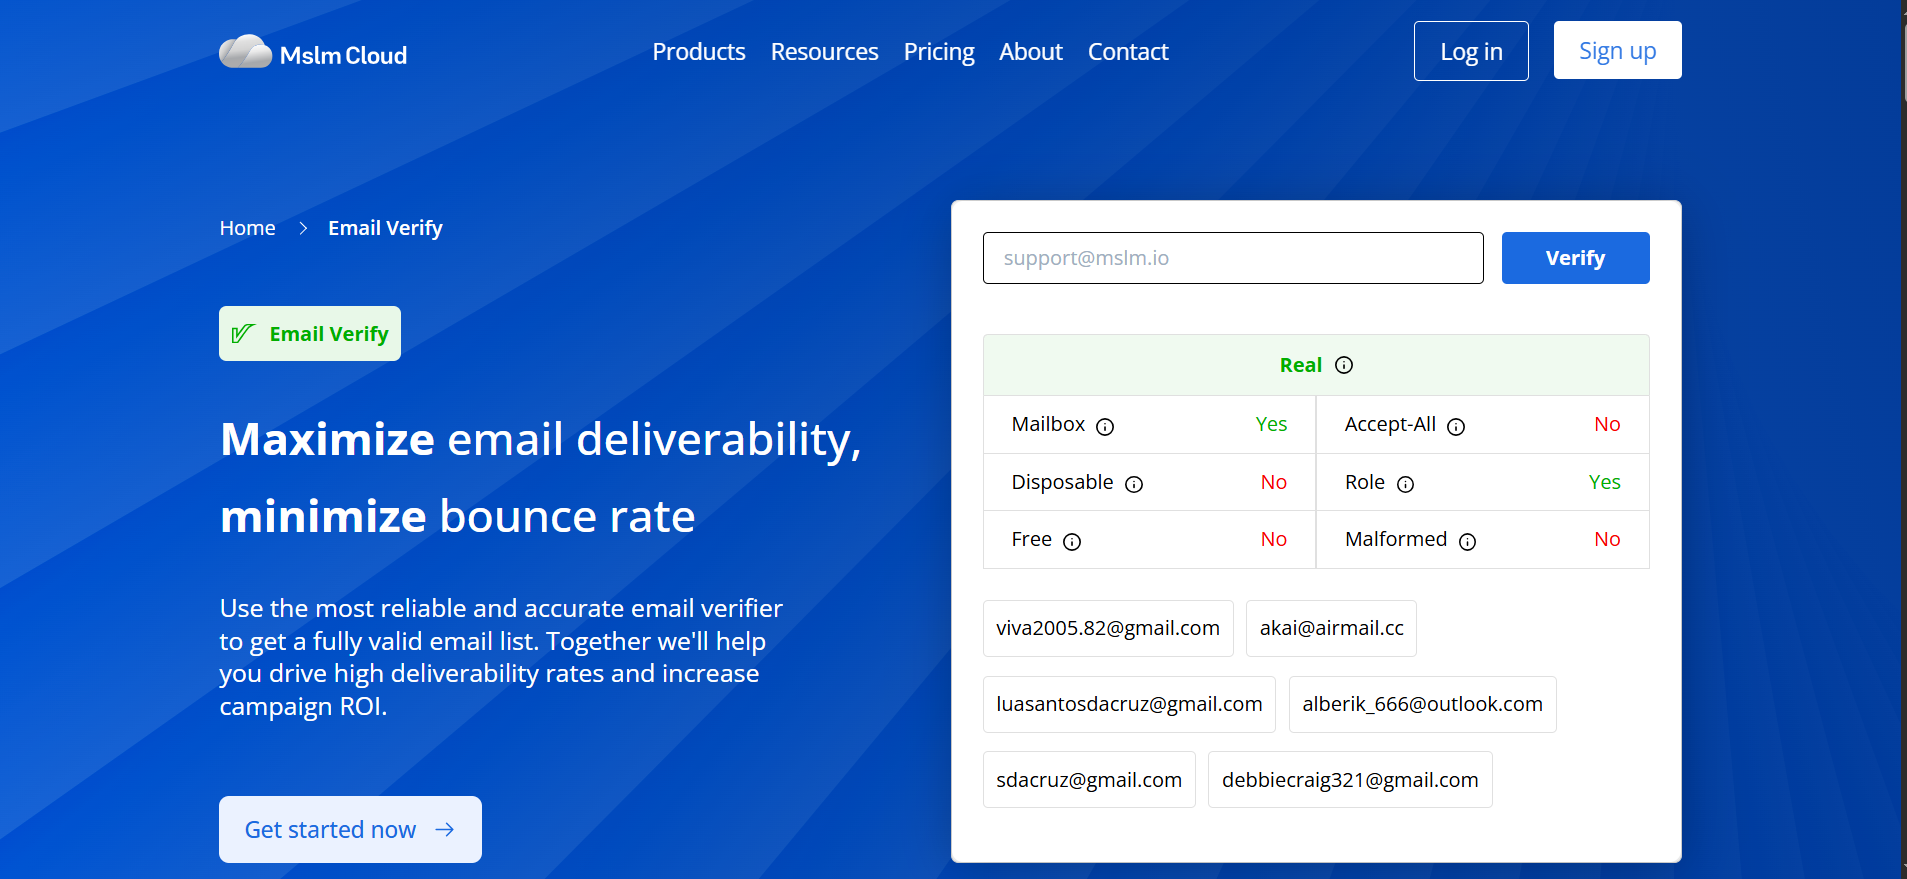 Mslm Cloud
Products Resources Pricing About Contact
Log in
Sign up
Home > Email Verify
Email Verify
Maximize email deliverability,
minimize bounce rate
Use the most reliable and accurate email verifier
to get a fully valid email list. Together we'll help
you drive high deliverability rates and increase
campaign ROI.
Get started now →
support@mslm.io
Verify
Real
Mailbox Yes Accept-All No
Disposable No Role Yes
Free No Malformed No
viva2005.82@gmail.com akai@airmail.cc
luasantosdacruz@gmail.com alberik_666@outlook.com
sdacruz@gmail.com debbiecraig321@gmail.com